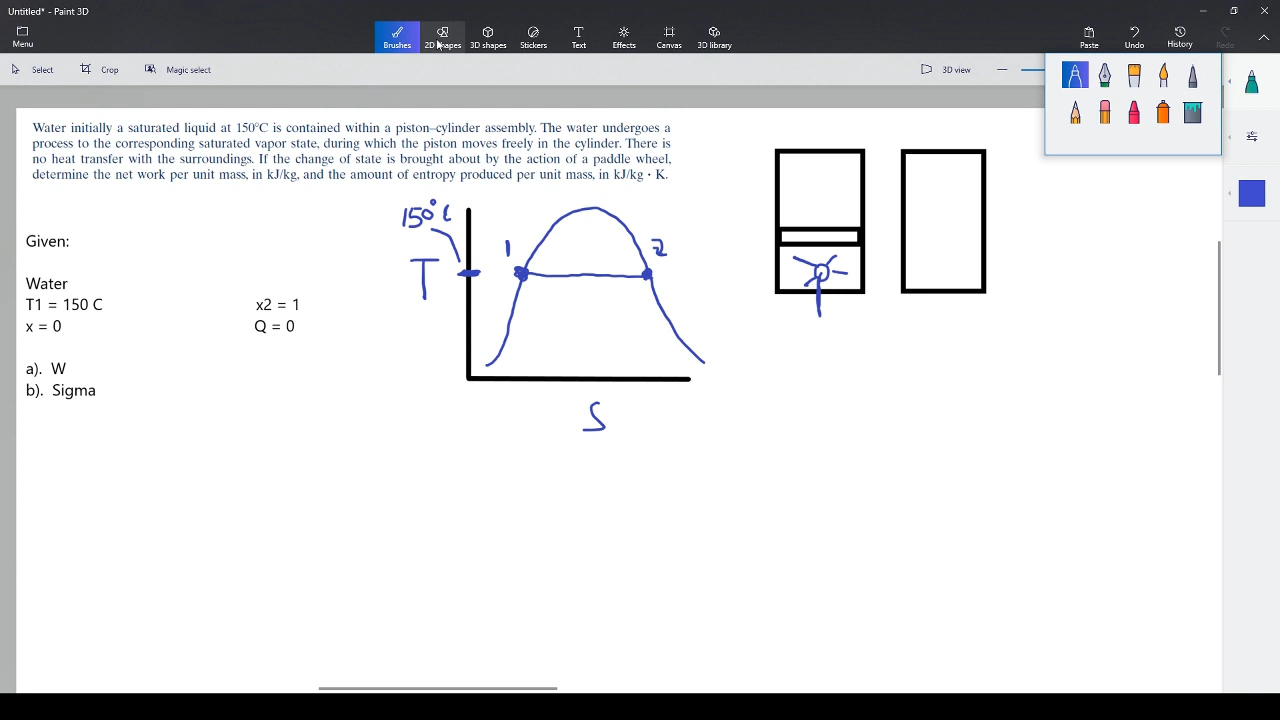 Untitled* - Paint 3D
Menu
Brushes
2D shapes
3D shapes
Stickers
Text
Effects
Canvas
3D library
Paste
Undo
History
Redo
Select
Crop
Magic select
3D view
Water initially a saturated liquid at 150°C is contained within a piston–cylinder assembly. The water undergoes a
process to the corresponding saturated vapor state, during which the piston moves freely in the cylinder. There is
no heat transfer with the surroundings. If the change of state is brought about by the action of a paddle wheel,
determine the net work per unit mass, in kJ/kg, and the amount of entropy produced per unit mass, in kJ/kg · K.
150°C
1
2
T
S
Given:
Water
T1 = 150 C
x2 = 1
x = 0
Q = 0
a). W
b). Sigma